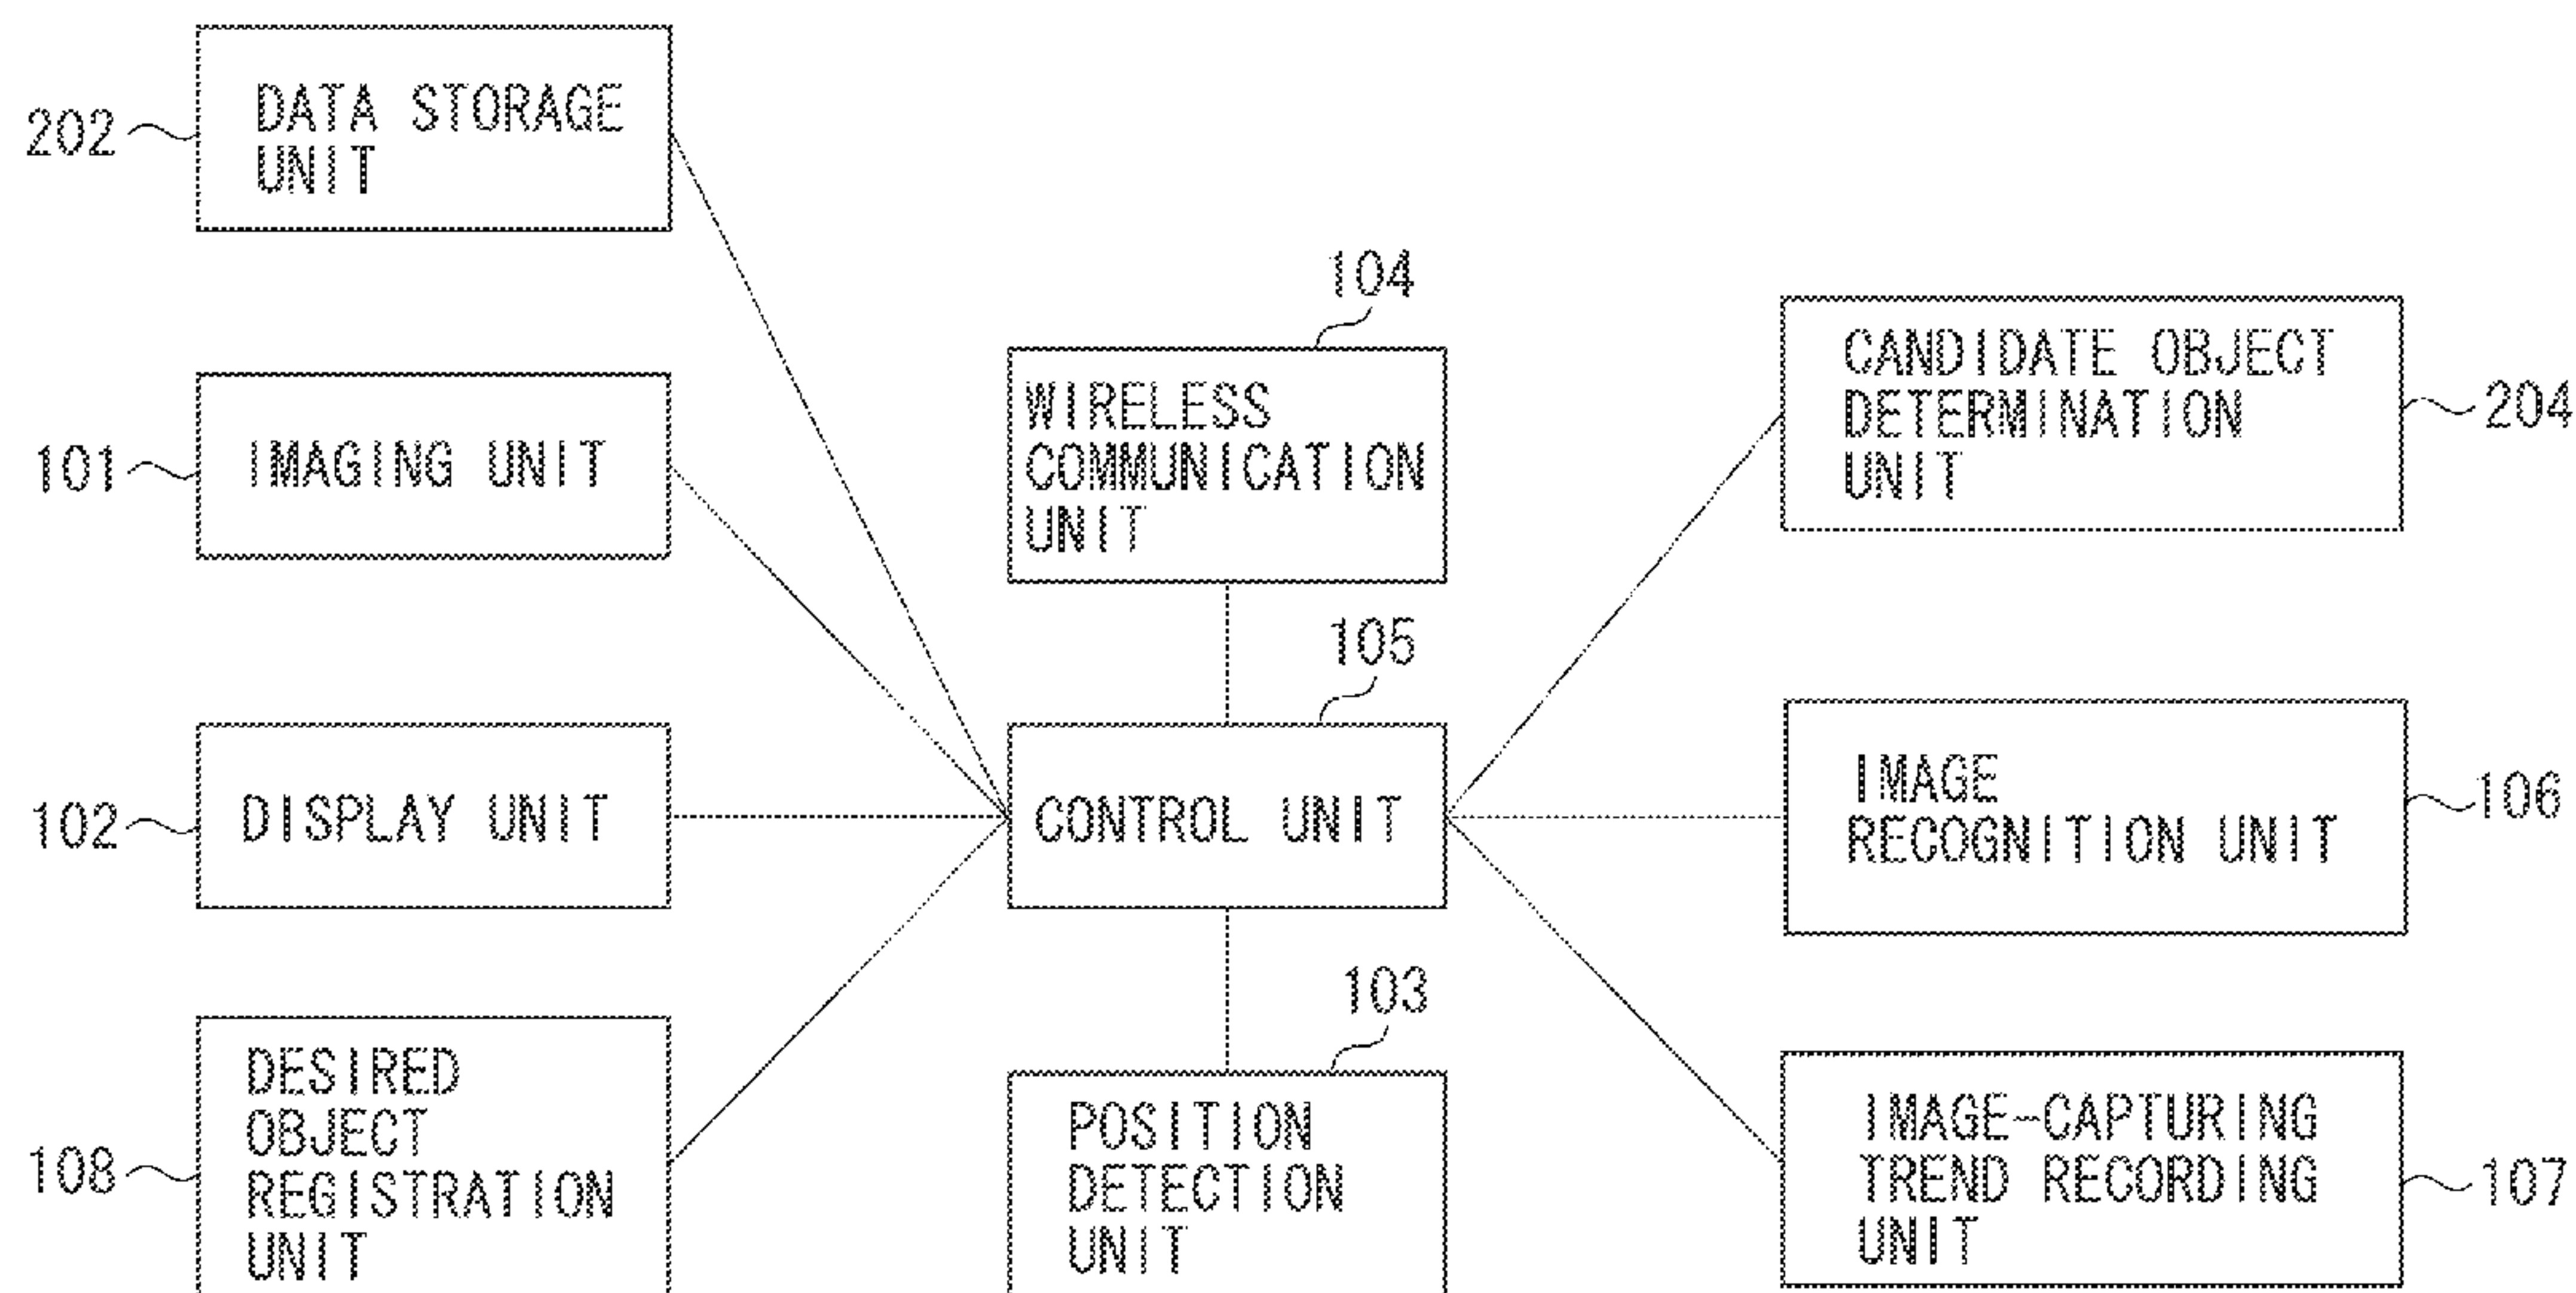 202
DATA STORAGE
UNIT
101
IMAGING UNIT
102
DISPLAY UNIT
108
DESIRED
OBJECT
REGISTRATION
UNIT
104
WIRELESS
COMMUNICATION
UNIT
105
CONTROL UNIT
103
POSITION
DETECTION
UNIT
CANDIDATE OBJECT
DETERMINATION
UNIT
204
IMAGE
RECOGNITION UNIT
106
IMAGE-CAPTURING
TREND RECORDING
UNIT
107